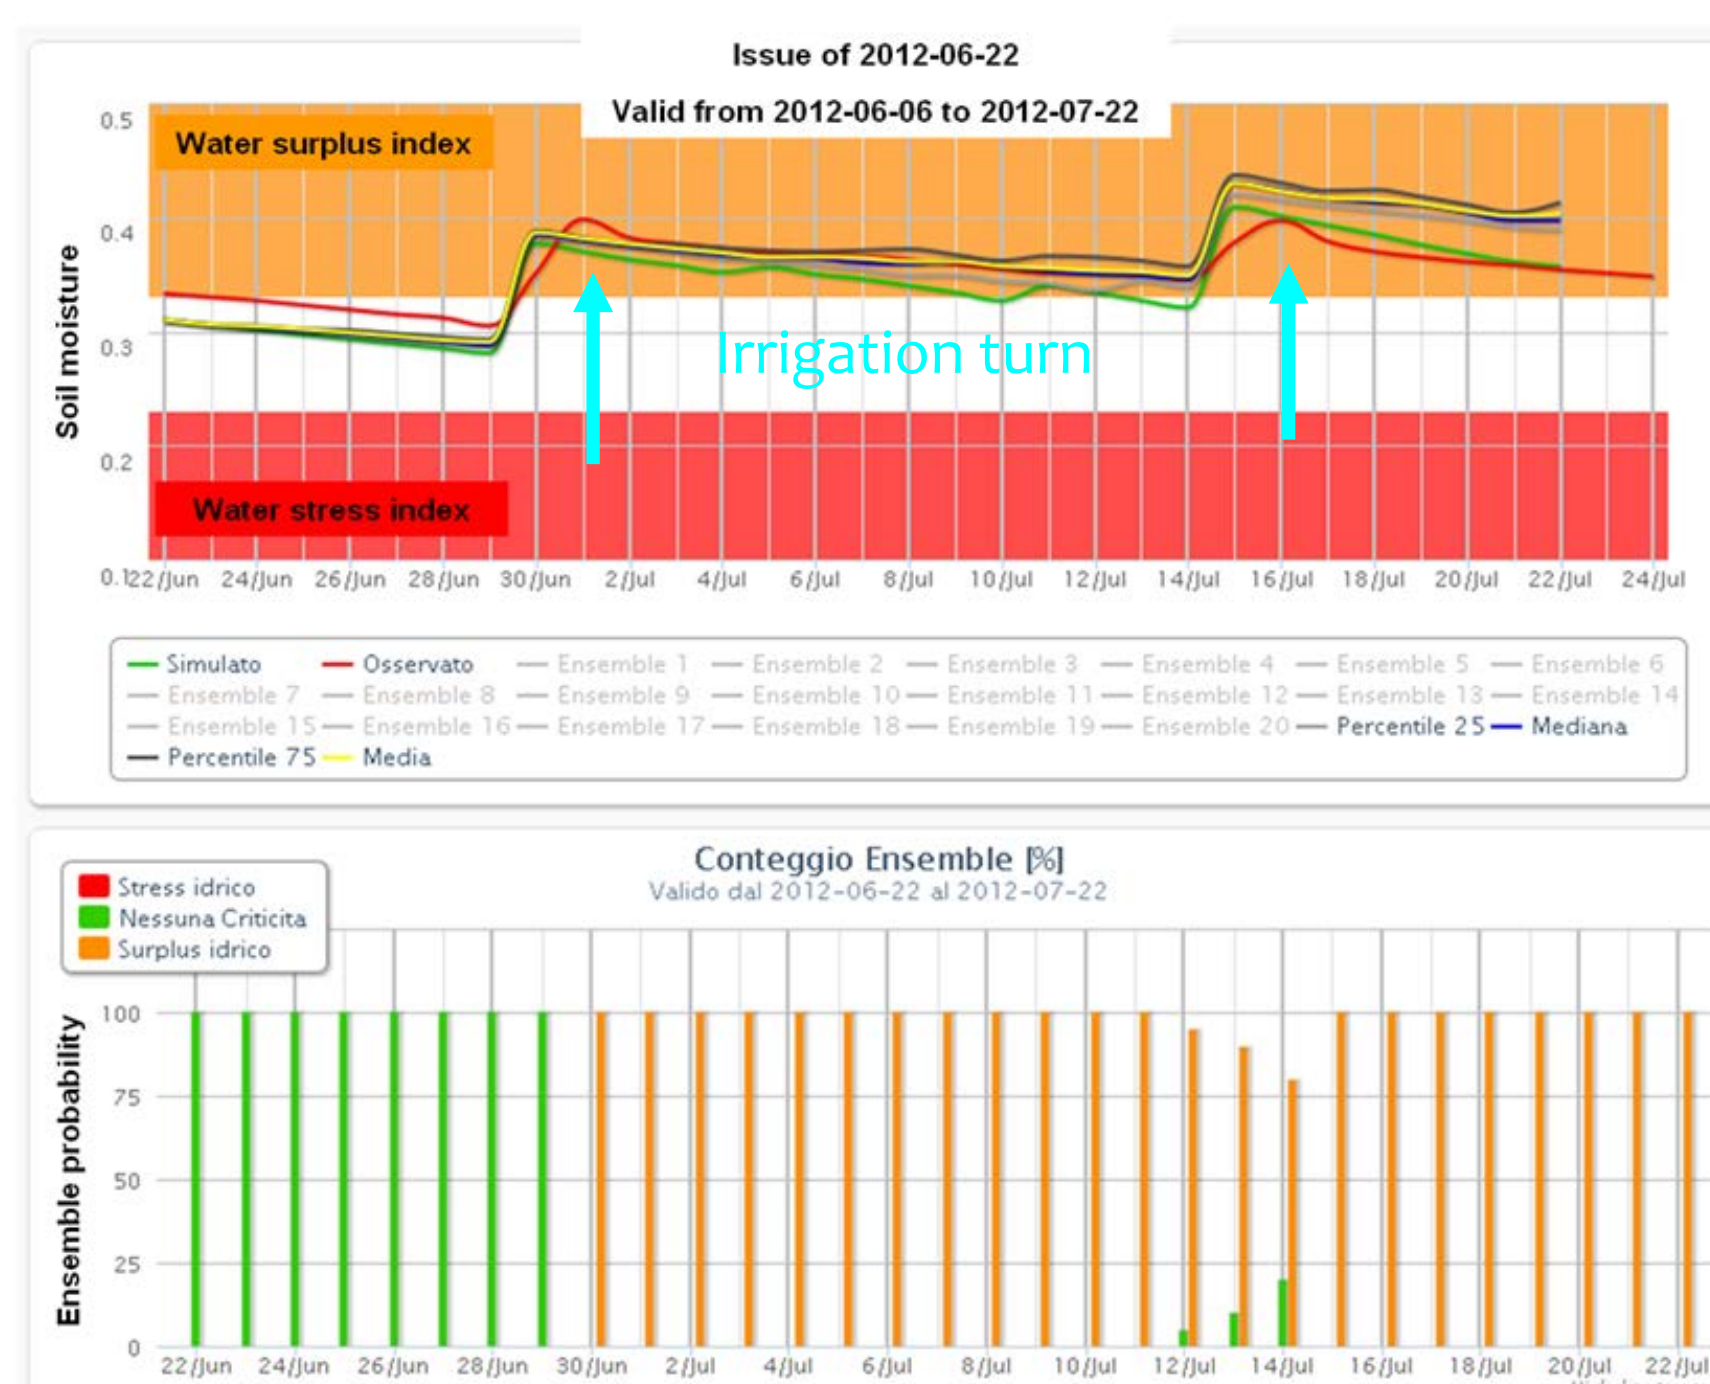 Issue of 2012-06-22
Valid from 2012-06-06 to 2012-07-22
Water surplus index
Soil moisture
0.5
0.4
0.3
0.2
0.1
Irrigation turn
Water stress index
22/Jun 24/Jun 26/Jun 28/Jun 30/Jun 2/Jul 4/Jul 6/Jul 8/Jul 10/Jul 12/Jul 14/Jul 16/Jul 18/Jul 20/Jul 22/Jul 24/Jul
Simulato Osservato Ensemble 1 Ensemble 2 Ensemble 3 Ensemble 4 Ensemble 5 Ensemble 6
Ensemble 7 Ensemble 8 Ensemble 9 Ensemble 10 Ensemble 11 Ensemble 12 Ensemble 13 Ensemble 14
Ensemble 15 Ensemble 16 Ensemble 17 Ensemble 18 Ensemble 19 Ensemble 20 Percentile 25 Mediana
Percentile 75 Media
Conteggio Ensemble [%]
Valido dal 2012-06-22 al 2012-07-22
Stress idrico
Nessuna Criticita
Surplus idrico
Ensemble probability
100
75
50
25
0
22/Jun 24/Jun 26/Jun 28/Jun 30/Jun 2/Jul 4/Jul 6/Jul 8/Jul 10/Jul 12/Jul 14/Jul 16/Jul 18/Jul 20/Jul 22/Jul